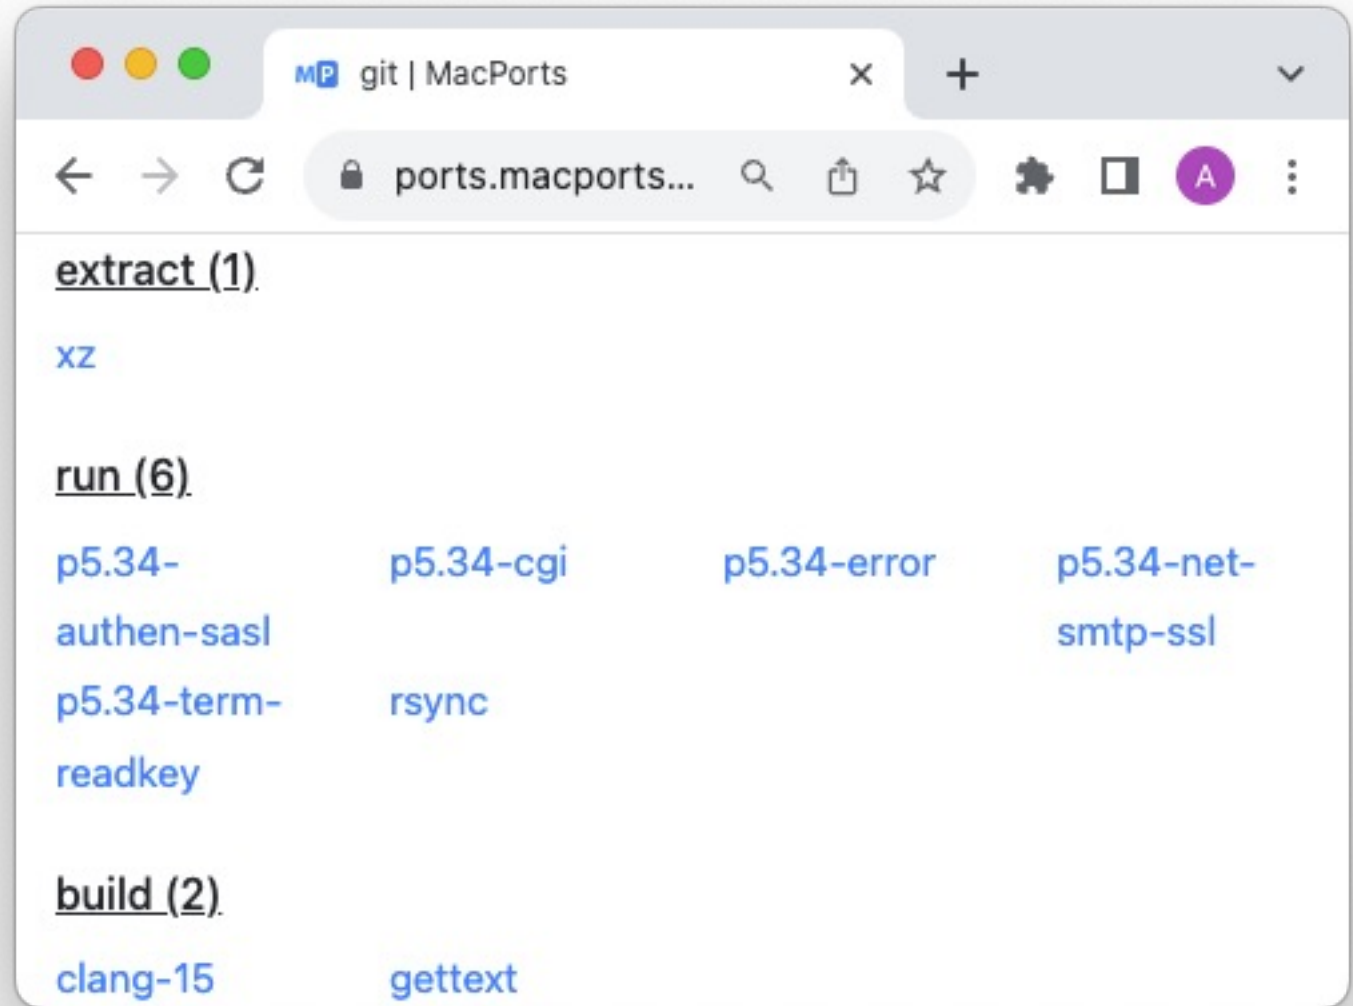 MP git | MacPorts
ports.macports...
A
extract (1)
xz
run (6)
p5.34-authen-sasl p5.34-cgi p5.34-error p5.34-net-smtp-ssl
p5.34-term-readkey rsync
build (2)
clang-15 gettext